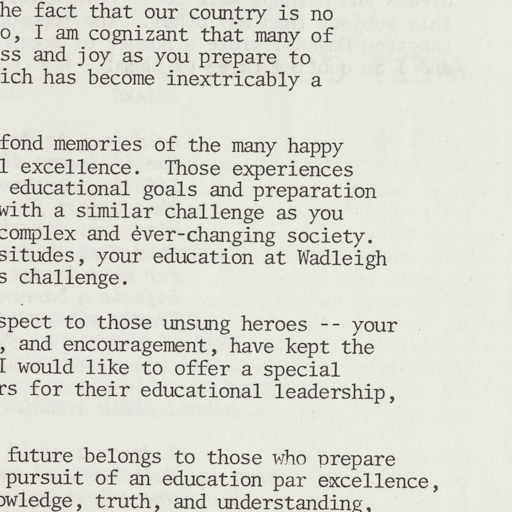 he fact that our country is no
o, I am cognizant that many of
ss and joy as you prepare to
ich has become inextricably a
fond memories of the many happy
l excellence. Those experiences
educational goals and preparation
with a similar challenge as you
complex and ever-changing society.
situdes, your education at Wadleigh
s challenge.
spect to those unsung heroes -- your
, and encouragement, have kept the
I would like to offer a special
rs for their educational leadership,
future belongs to those who prepare
pursuit of an education par excellence,
owledge, truth, and understanding,